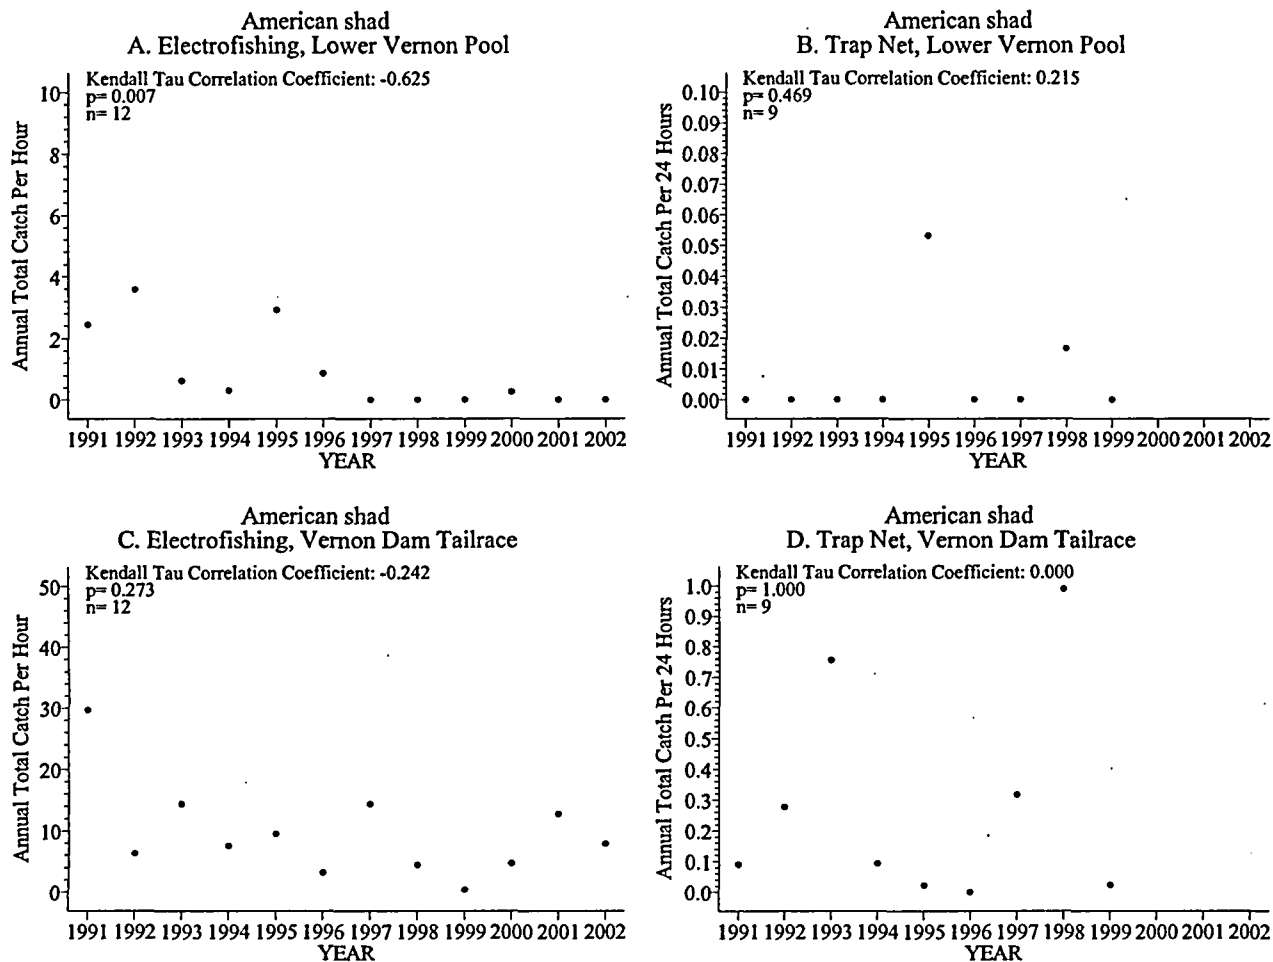 American shad
A. Electrofishing, Lower Vernon Pool
Kendall Tau Correlation Coefficient: -0.625
p= 0.007
n= 12
Annual Total Catch Per Hour
10
8
6
4
2
0
1991 1992 1993 1994 1995 1996 1997 1998 1999 2000 2001 2002
YEAR
American shad
B. Trap Net, Lower Vernon Pool
Kendall Tau Correlation Coefficient: 0.215
p= 0.469
n= 9
Annual Total Catch Per 24 Hours
0.10
0.09
0.08
0.07
0.06
0.05
0.04
0.03
0.02
0.01
0.00
1991 1992 1993 1994 1995 1996 1997 1998 1999 2000 2001 2002
YEAR
American shad
C. Electrofishing, Vernon Dam Tailrace
Kendall Tau Correlation Coefficient: -0.242
p= 0.273
n= 12
Annual Total Catch Per Hour
50
40
30
20
10
0
1991 1992 1993 1994 1995 1996 1997 1998 1999 2000 2001 2002
YEAR
American shad
D. Trap Net, Vernon Dam Tailrace
Kendall Tau Correlation Coefficient: 0.000
p= 1.000
n= 9
Annual Total Catch Per 24 Hours
1.0
0.9
0.8
0.7
0.6
0.5
0.4
0.3
0.2
0.1
0.0
1991 1992 1993 1994 1995 1996 1997 1998 1999 2000 2001 2002
YEAR